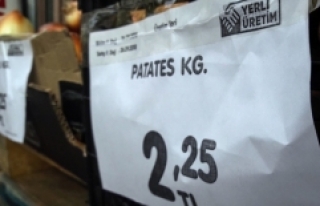 YERLİ
ÜRETİM
PATATES KG.
2,25
TL